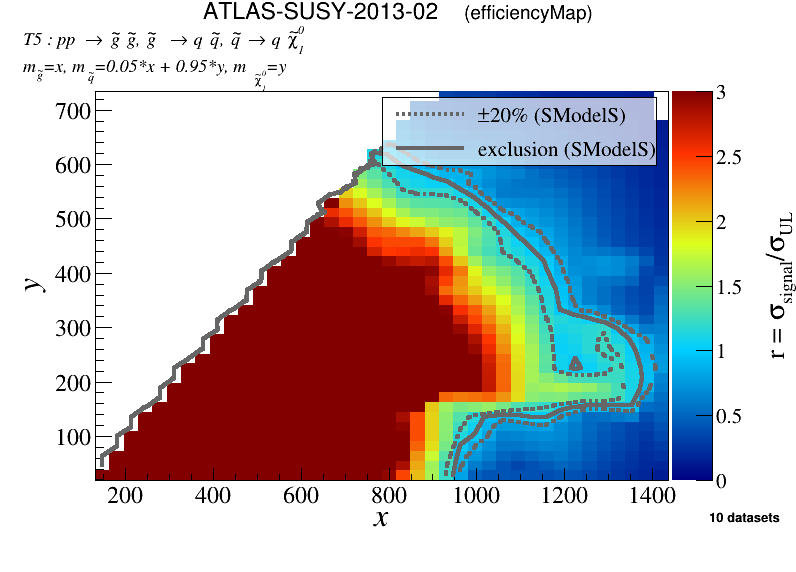 ATLAS-SUSY-2013-02 (efficiencyMap)
T5 : pp → g̃ g̃, g̃ → q q̃, q̃ → q χ̃₁⁰
m_g̃=x, m_q̃=0.05*x + 0.95*y, m_χ̃₁⁰=y
±20% (SModelS)
exclusion (SModelS)
700
600
500
400
300
200
100
y
200 400 600 800 1000 1200 1400
x
3
2.5
2
1.5
1
0.5
0
r = σ_signal/σ_UL
10 datasets